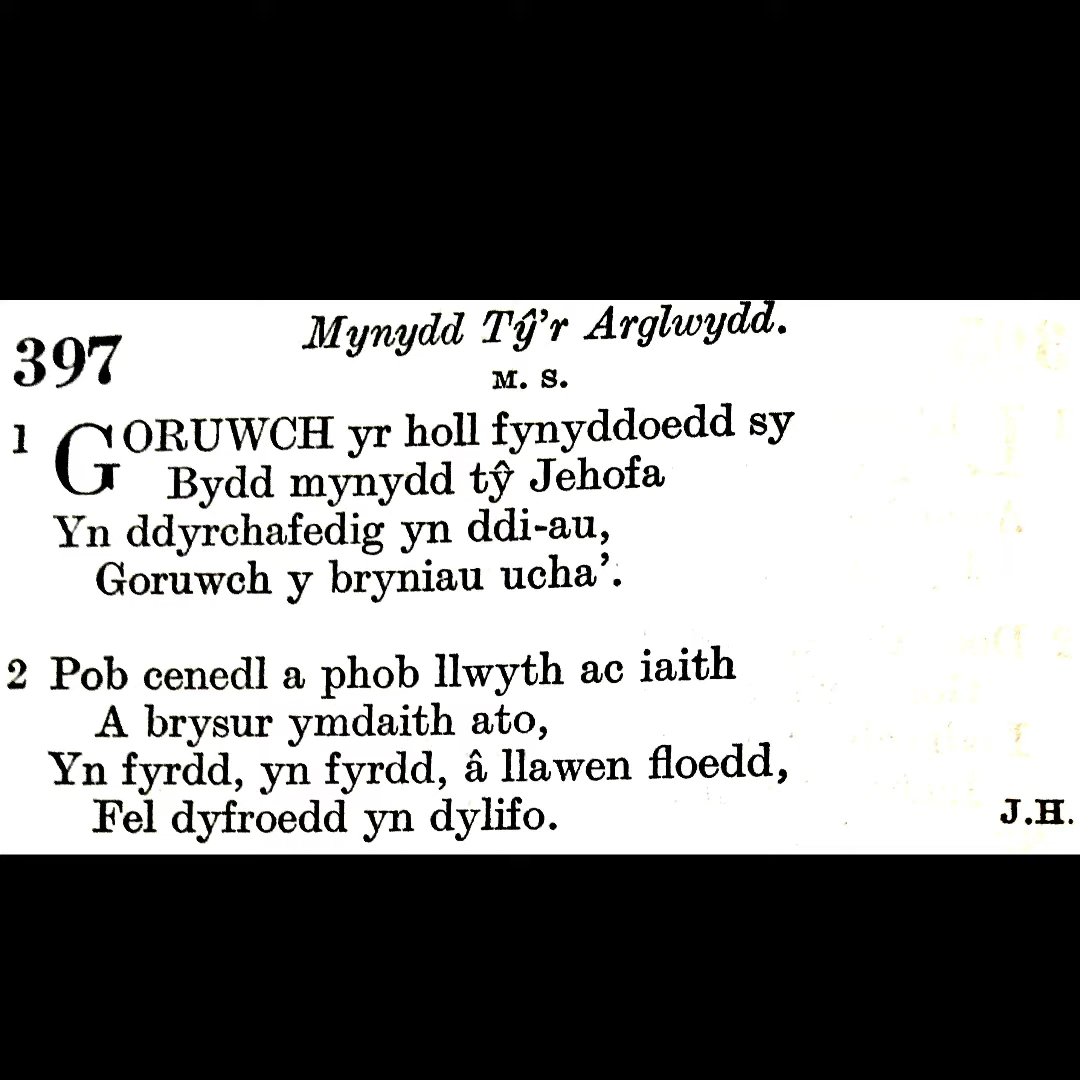 397
Mynydd Tŷ'r Arglwydd.
M. S.
1 GORUWCH yr holl fynyddoedd sy
Bydd mynydd tŷ Jehofa
Yn ddyrchafedig yn ddi-au,
Goruwch y bryniau ucha'.
2 Pob cenedl a phob llwyth ac iaith
A brysur ymdaith ato,
Yn fyrdd, yn fyrdd, â llawen floedd,
Fel dyfroedd yn dylifo.
J.H.